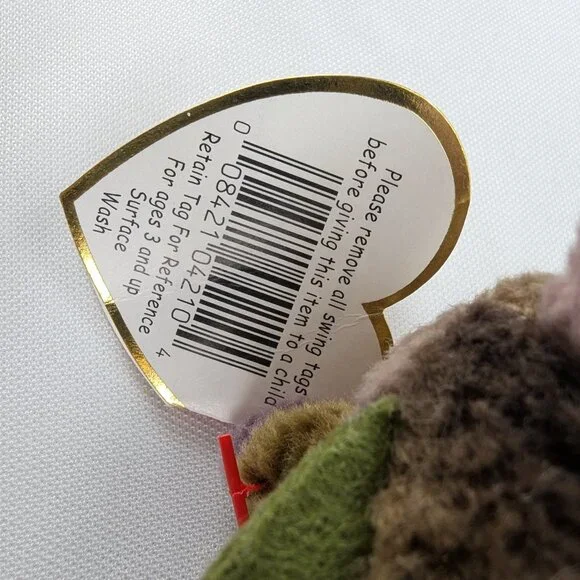 Please remove all swing tags
before giving this item to a child
0 08421 04210 4
Retain Tag For Reference
For ages 3 and up
Surface
Wash